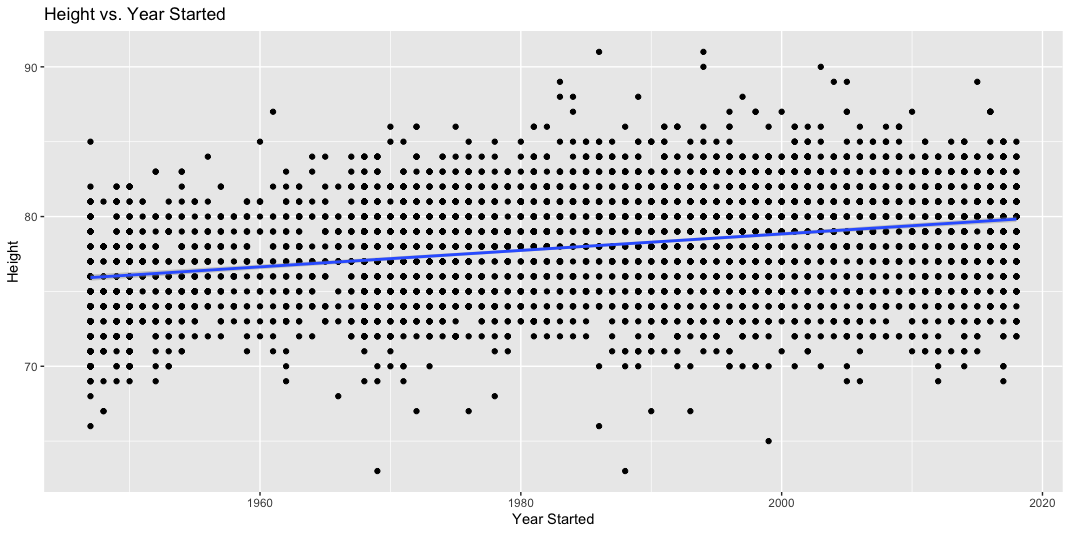 Height vs. Year Started
90
80
70
Height
1960 1980 2000 2020
Year Started